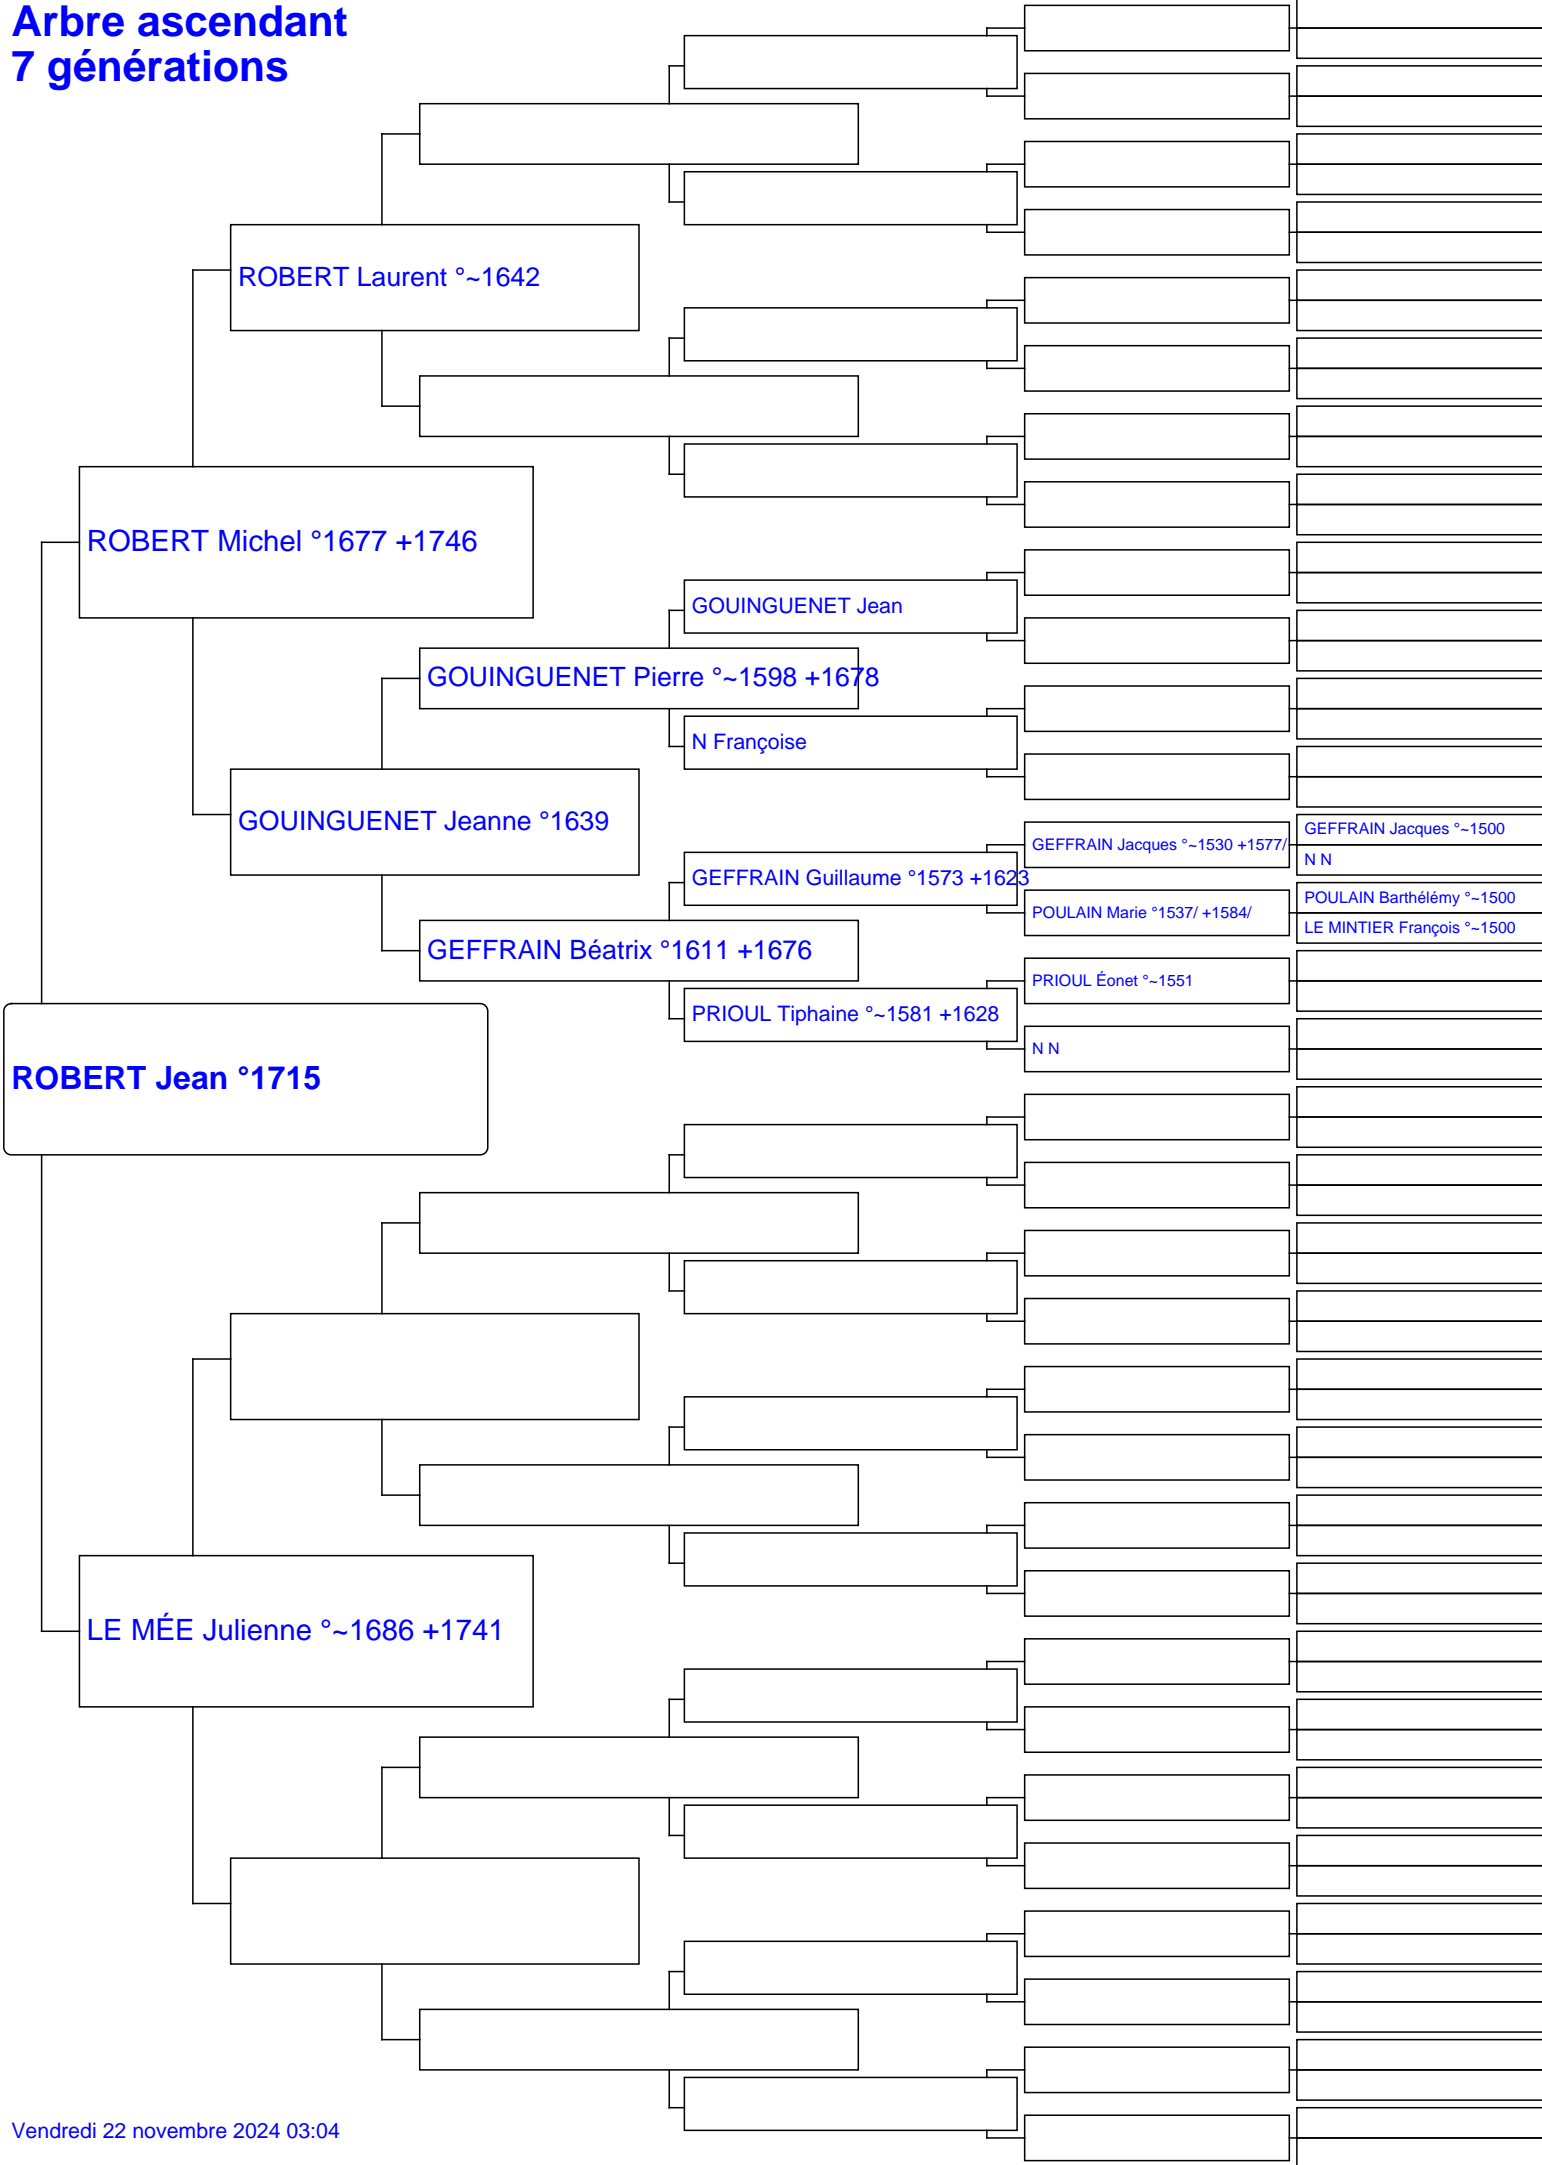 Arbre ascendant
7 générations
ROBERT Laurent °~1642
ROBERT Michel °1677 +1746
GOUINGUENET Jean
GOUINGUENET Pierre °~1598 +1678
N Françoise
GOUINGUENET Jeanne °1639
GEFFRAIN Jacques °~1500
GEFFRAIN Jacques °~1530 +1577/
N N
GEFFRAIN Guillaume °1573 +1623
POULAIN Barthélémy °~1500
POULAIN Marie °1537/ +1584/
LE MINTIER François °~1500
GEFFRAIN Béatrix °1611 +1676
PRIOUL Éonet °~1551
PRIOUL Tiphaine °~1581 +1628
N N
ROBERT Jean °1715
LE MÉE Julienne °~1686 +1741
Vendredi 22 novembre 2024 03:04